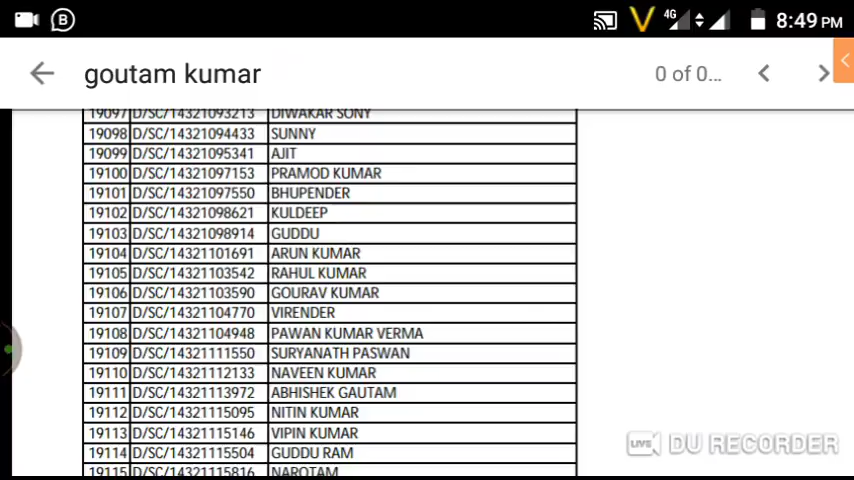 B 4G 8:49 PM
goutam kumar 0 of 0...
19097 D/SC/14321093213 DIWAKAR SONY
19098 D/SC/14321094433 SUNNY
19099 D/SC/14321095341 AJIT
19100 D/SC/14321097153 PRAMOD KUMAR
19101 D/SC/14321097550 BHUPENDER
19102 D/SC/14321098621 KULDEEP
19103 D/SC/14321098914 GUDDU
19104 D/SC/14321101691 ARUN KUMAR
19105 D/SC/14321103542 RAHUL KUMAR
19106 D/SC/14321103590 GOURAV KUMAR
19107 D/SC/14321104770 VIRENDER
19108 D/SC/14321104948 PAWAN KUMAR VERMA
19109 D/SC/14321111550 SURYANATH PASWAN
19110 D/SC/14321112133 NAVEEN KUMAR
19111 D/SC/14321113972 ABHISHEK GAUTAM
19112 D/SC/14321115095 NITIN KUMAR
19113 D/SC/14321115146 VIPIN KUMAR
19114 D/SC/14321115504 GUDDU RAM
19115 D/SC/14321115816 NAROTAM
LIVE DU RECORDER